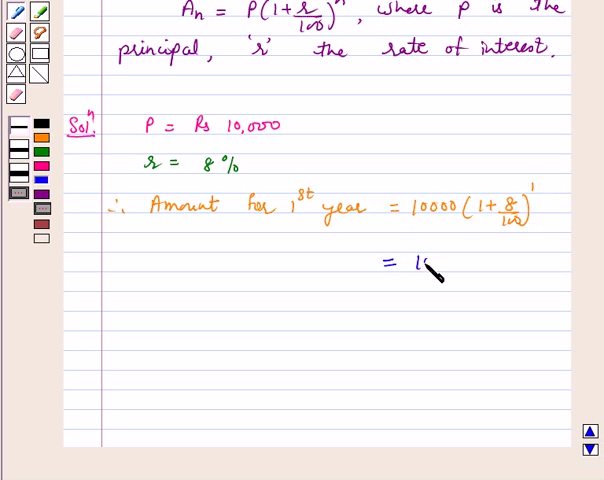 An = P(1 + r/100)^n, where P is the
principal, 'r' the rate of interest.
Solⁿ. P = Rs 10,000
r = 8 %
∴ Amount for 1st year = 10000 (1 + 8/100)^1
= 1